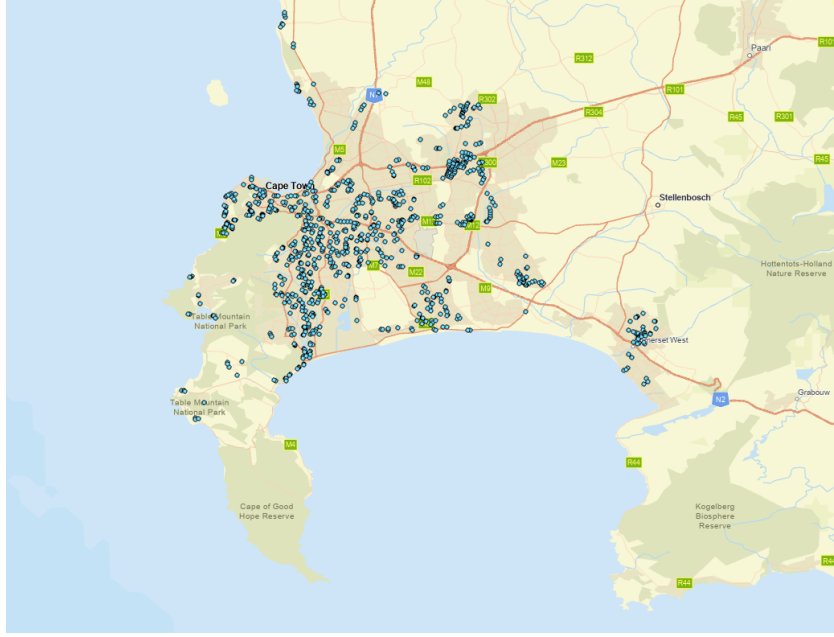 Paarl
R101
R312
M48
N1
R302
R101
R304
R45
R301
M5
R300
M23
R45
R102
Cape Town
Stellenbosch
M12
M7
M22
Hottentots-Holland
Nature Reserve
M9
Table Mountain
National Park
Somerset West
Grabouw
N2
Table Mountain
National Park
M4
R44
Cape of Good
Hope Reserve
Kogelberg
Biosphere
Reserve
R44
R44